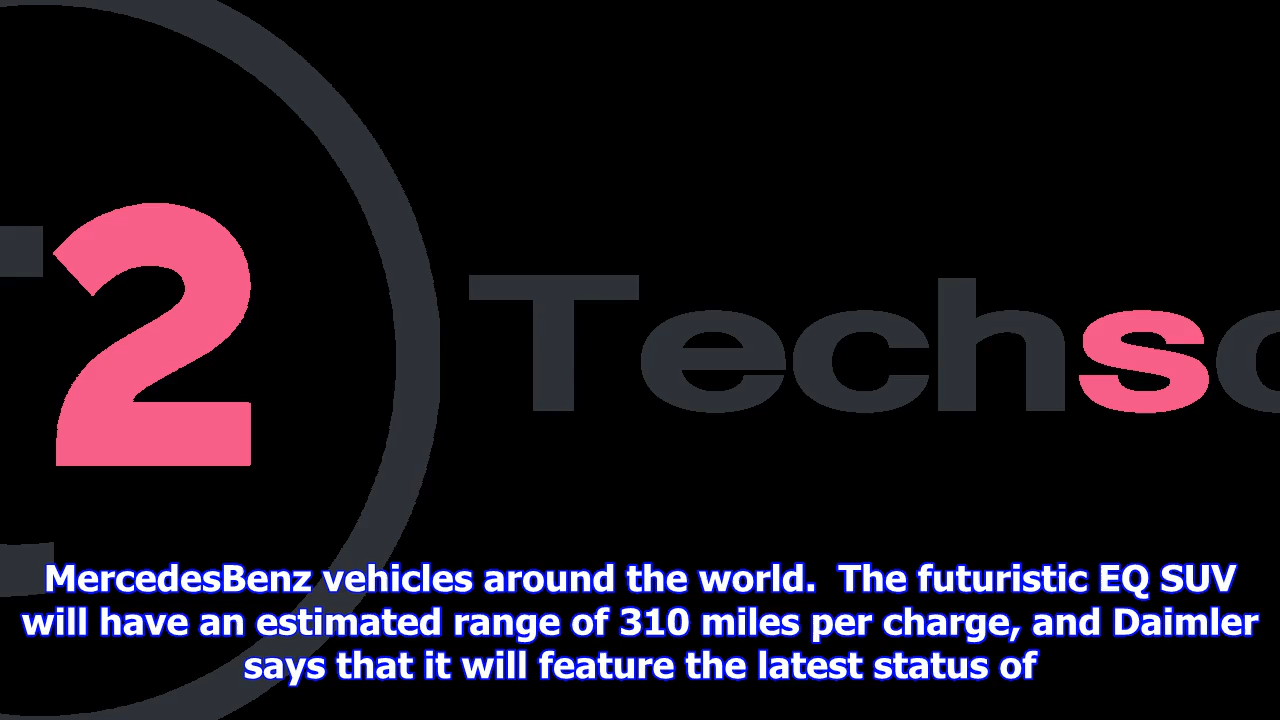 2
Techs
MercedesBenz vehicles around the world.  The futuristic EQ SUV
will have an estimated range of 310 miles per charge, and Daimler
says that it will feature the latest status of